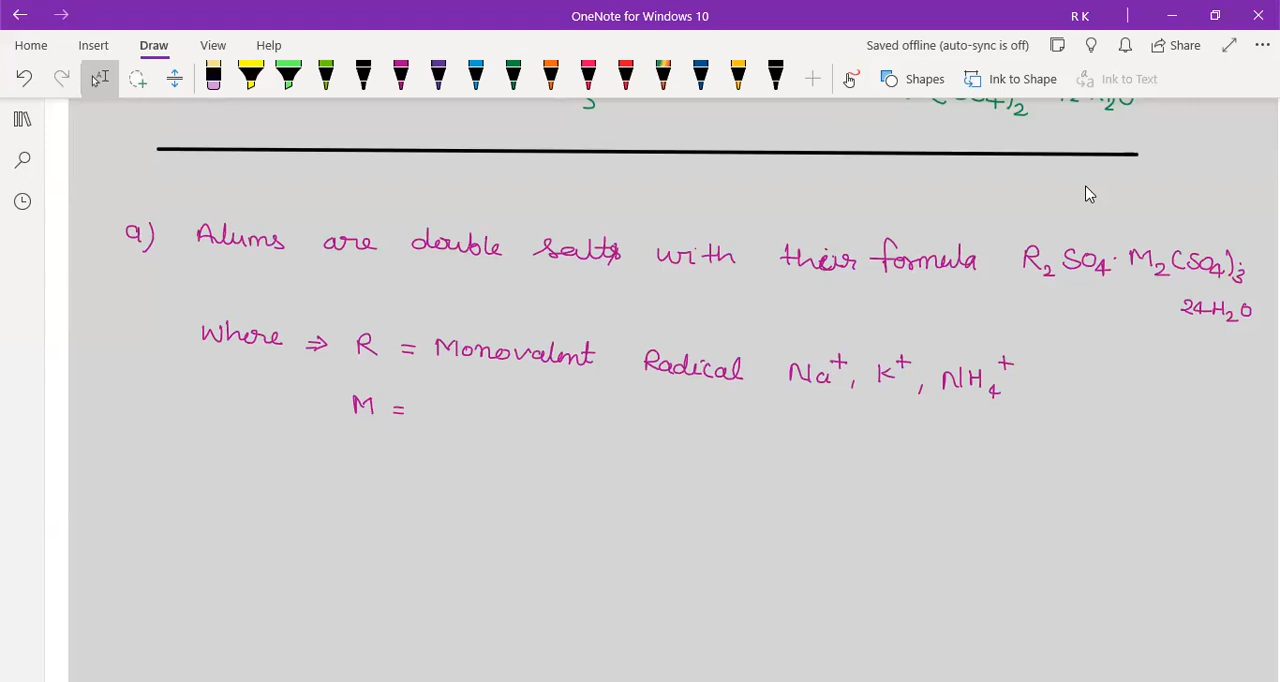 OneNote for Windows 10
R K
Home Insert Draw View Help
Saved offline (auto-sync is off)
Share
Shapes
Ink to Shape
Ink to Text
a) Alums are double salts with their formula R₂SO₄·M₂(SO₄)₃
24H₂O
Where ⇒ R = Monovalent Radical Na⁺, K⁺, NH₄⁺
M =